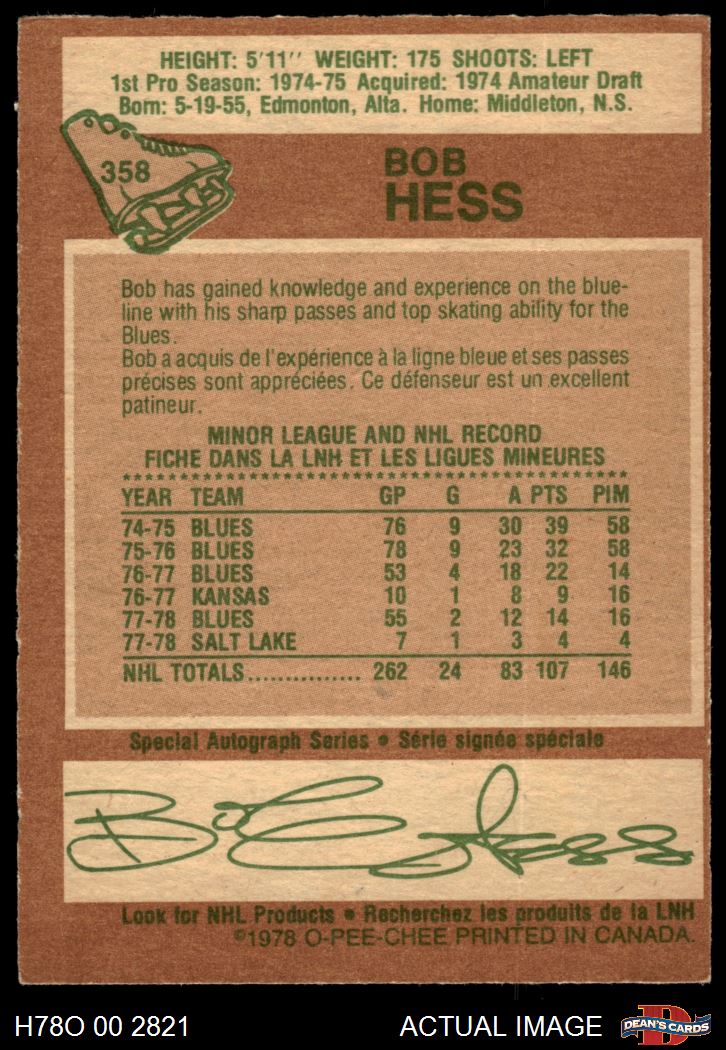 HEIGHT: 5'11'' WEIGHT: 175 SHOOTS: LEFT
1st Pro Season: 1974-75 Acquired: 1974 Amateur Draft
Born: 5-19-55, Edmonton, Alta. Home: Middleton, N.S.
358
BOB
HESS
Bob has gained knowledge and experience on the blue-
line with his sharp passes and top skating ability for the
Blues.
Bob a acquis de l'expérience à la ligne bleue et ses passes
précises sont appréciées. Ce défenseur est un excellent
patineur.
MINOR LEAGUE AND NHL RECORD
FICHE DANS LA LNH ET LES LIGUES MINEURES
YEAR TEAM GP G A PTS PIM
74-75 BLUES 76 9 30 39 58
75-76 BLUES 78 9 23 32 58
76-77 BLUES 53 4 18 22 14
76-77 KANSAS 10 1 8 9 16
77-78 BLUES 55 2 12 14 16
77-78 SALT LAKE 7 1 3 4 4
NHL TOTALS............... 262 24 83 107 146
Special Autograph Series • Série signée spéciale
Bob Hess
Look for NHL Products • Recherchez les produits de la LNH
©1978 O-PEE-CHEE PRINTED IN CANADA.
H78O 00 2821 ACTUAL IMAGE D DEAN'S CARDS